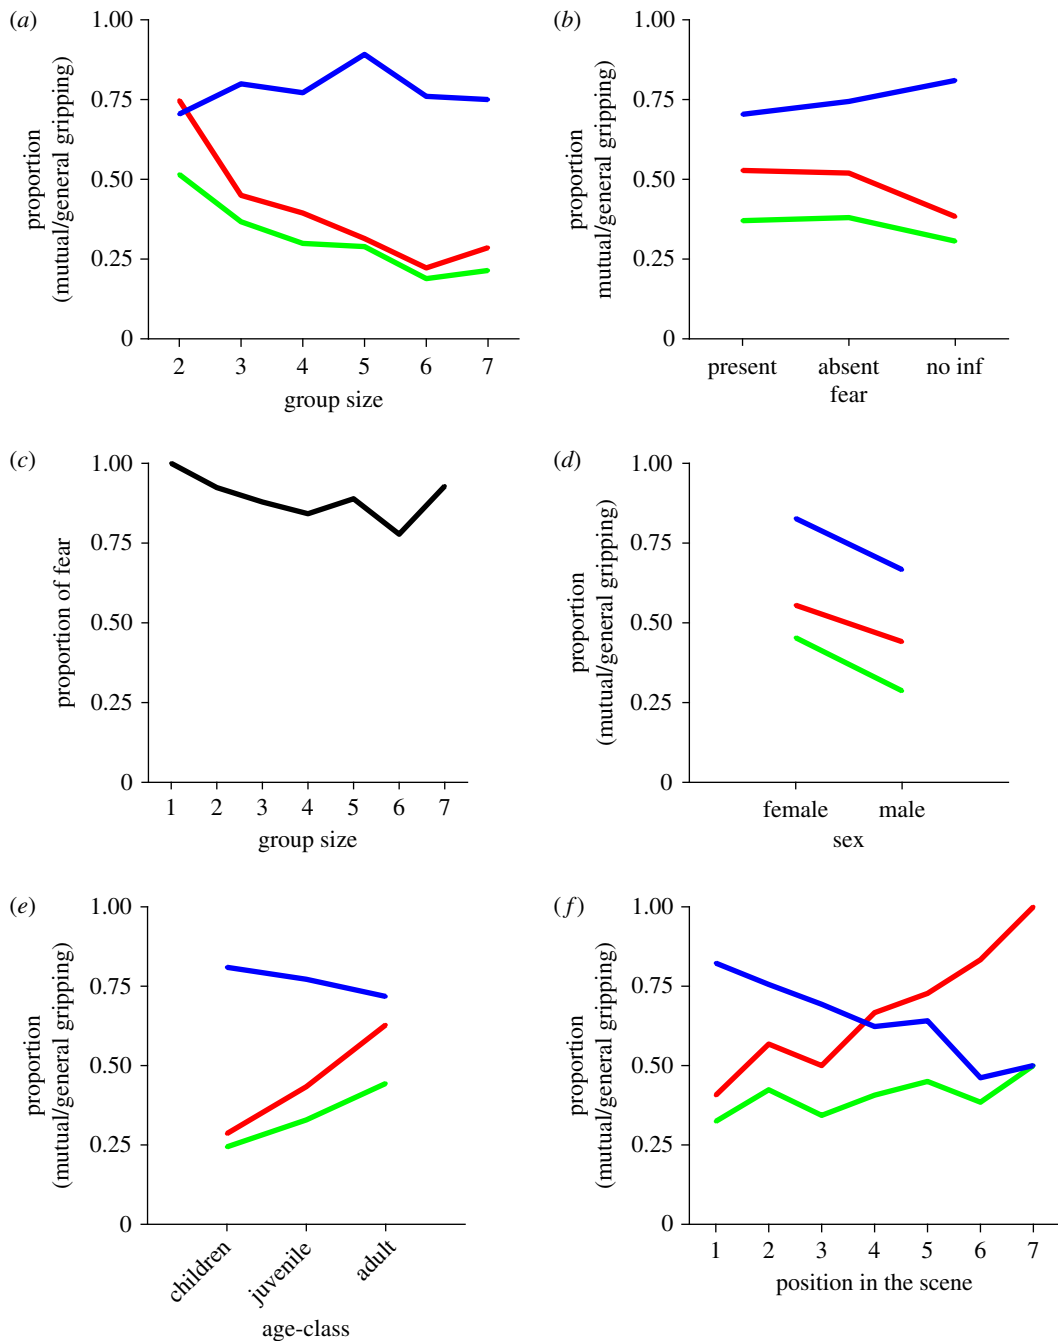 (a)
1.00
0.75
0.50
0.25
0
proportion
(mutual/general gripping)
2 3 4 5 6 7
group size
(b)
1.00
0.75
0.50
0.25
0
proportion
mutual/general gripping)
present absent no inf
fear
(c)
1.00
0.75
0.50
0.25
0
proportion of fear
1 2 3 4 5 6 7
group size
(d)
1.00
0.75
0.50
0.25
0
proportion
(mutual/general gripping)
female male
sex
(e)
1.00
0.75
0.50
0.25
0
proportion
(mutual/general gripping)
children juvenile adult
age-class
(f)
1.00
0.75
0.50
0.25
0
proportion
(mutual/general gripping)
1 2 3 4 5 6 7
position in the scene